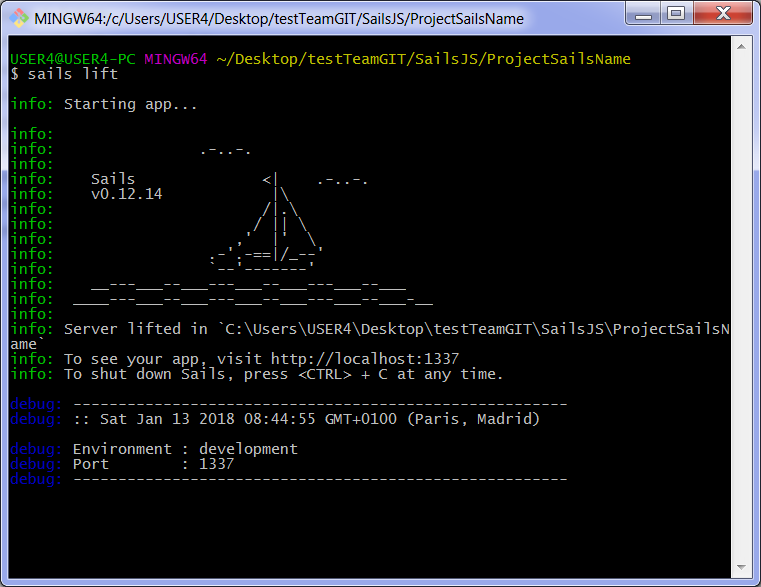 MINGW64:/c/Users/USER4/Desktop/testTeamGIT/SailsJS/ProjectSailsName
USER4@USER4-PC MINGW64 ~/Desktop/testTeamGIT/SailsJS/ProjectSailsName
$ sails lift
info: Starting app...
info:
info:                .-..-.
info:
info:    Sails              <|    .-..-.
info:    v0.12.14            |\
info:                       /|.\
info:                      / || \
info:                    ,'  |'  \
info:                 .-'.-==|/_--'
info:                 `--'-------'
info:    __---___--___---___--___---___--___
info:  ____---___--___---___--___---___--___-__
info:
info: Server lifted in `C:\Users\USER4\Desktop\testTeamGIT\SailsJS\ProjectSailsN
ame`
info: To see your app, visit http://localhost:1337
info: To shut down Sails, press <CTRL> + C at any time.
debug: -------------------------------------------------------
debug: :: Sat Jan 13 2018 08:44:55 GMT+0100 (Paris, Madrid)
debug: Environment : development
debug: Port        : 1337
debug: -------------------------------------------------------